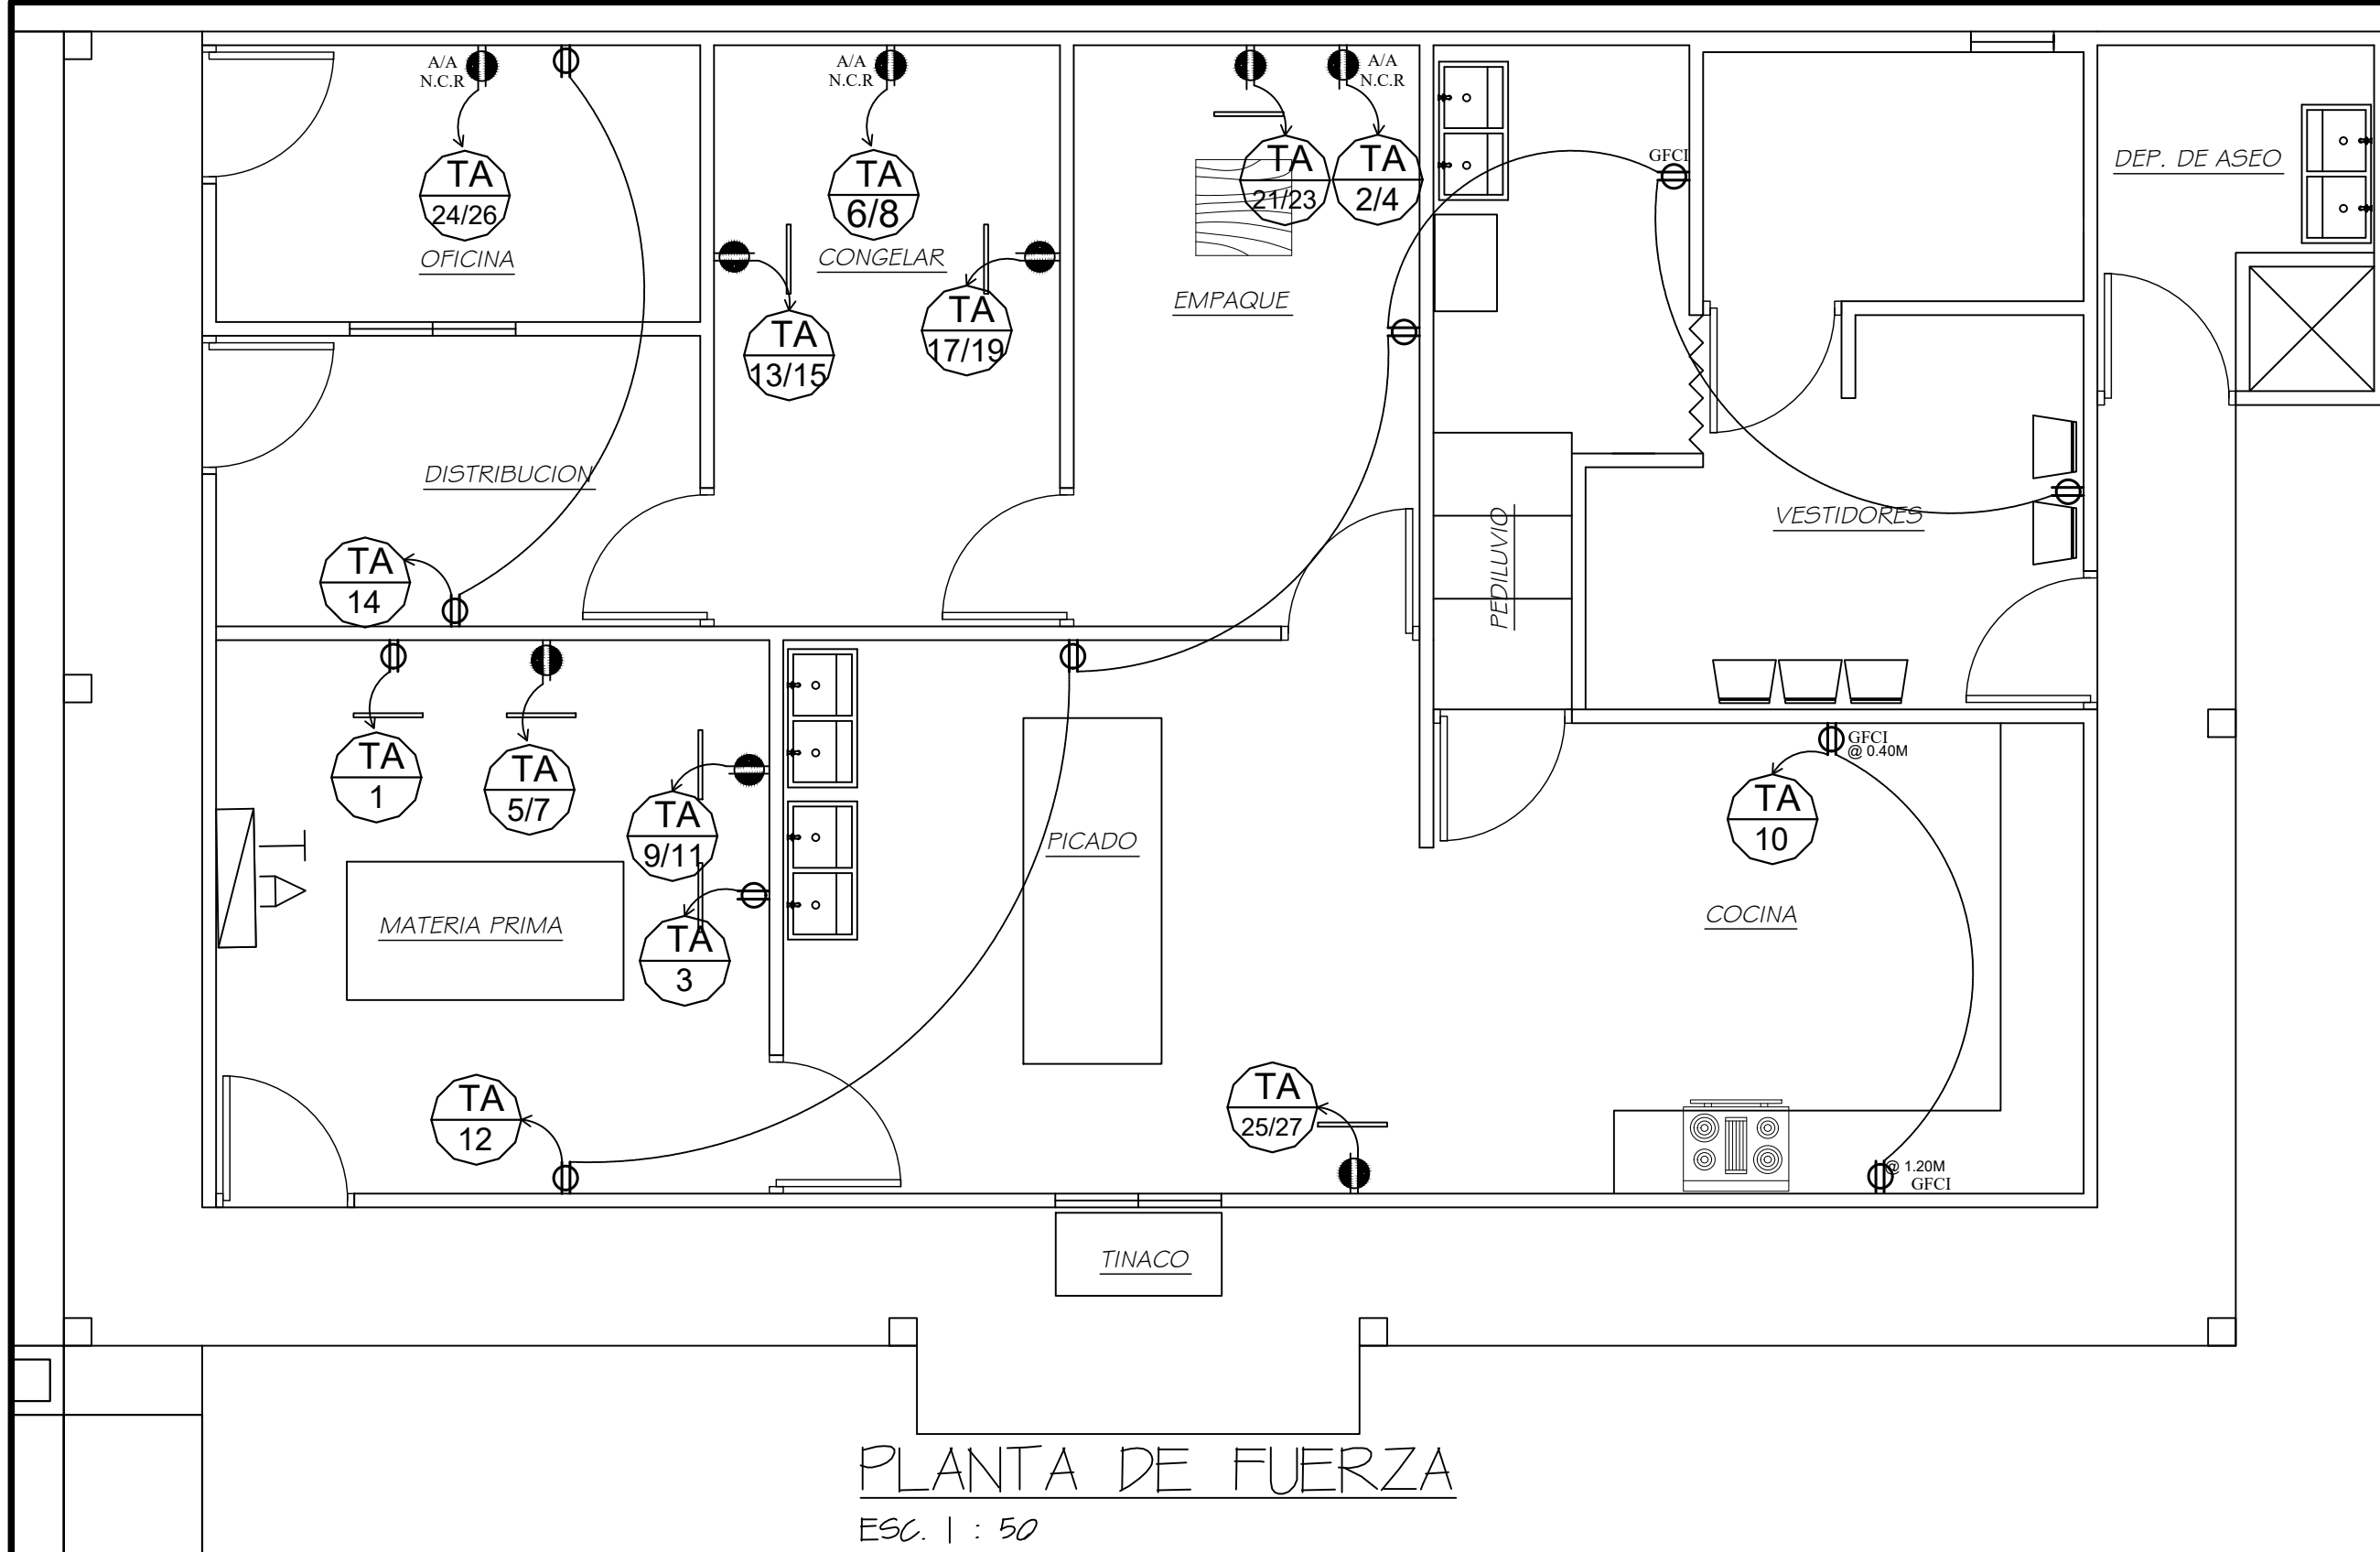 A/A
N.C.R
TA
24/26
OFICINA
A/A
N.C.R
TA
6/8
CONGELAR
TA
13/15
TA
17/19
A/A
N.C.R
TA
21/23
TA
2/4
EMPAQUE
GFCI
DEP. DE ASEO
DISTRIBUCION
TA
14
PEDILUVIO
VESTIDORES
TA
1
TA
5/7
TA
9/11
TA
3
MATERIA PRIMA
PICADO
GFCI
@ 0.40M
TA
10
COCINA
TA
12
TA
25/27
@ 1.20M
GFCI
TINACO
PLANTA DE FUERZA
ESC. 1 : 50